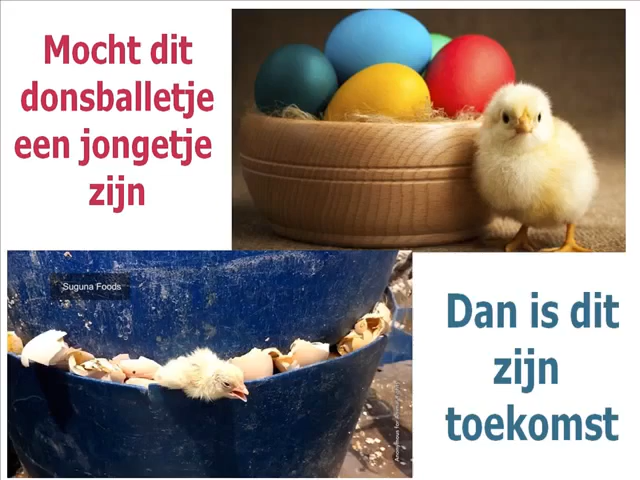 Mocht dit
donsballetje
een jongetje
zijn
Suguna Foods
Dan is dit
zijn
toekomst